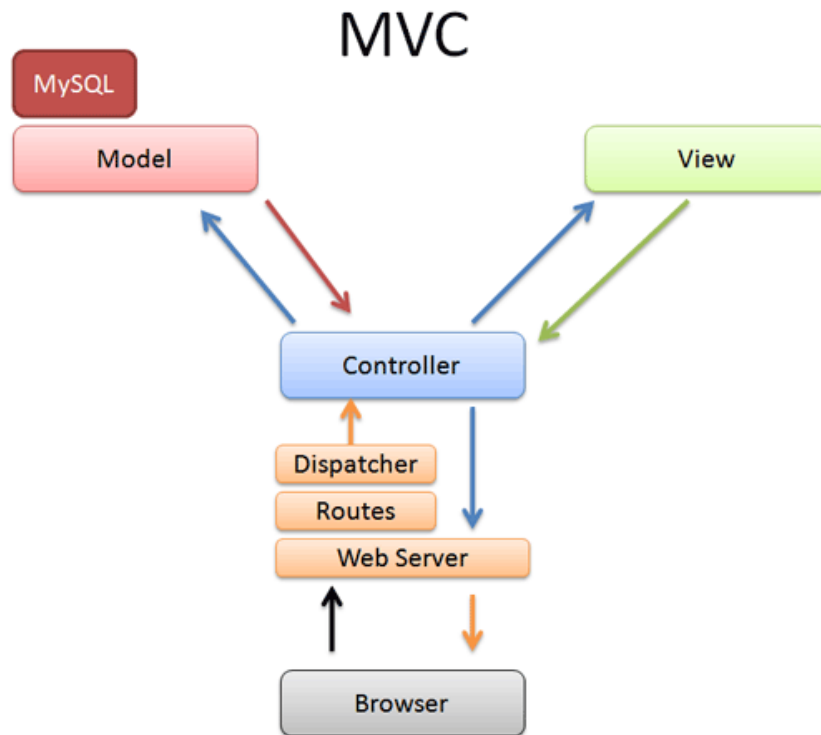 MVC
MySQL
Model
View
Controller
Dispatcher
Routes
Web Server
Browser